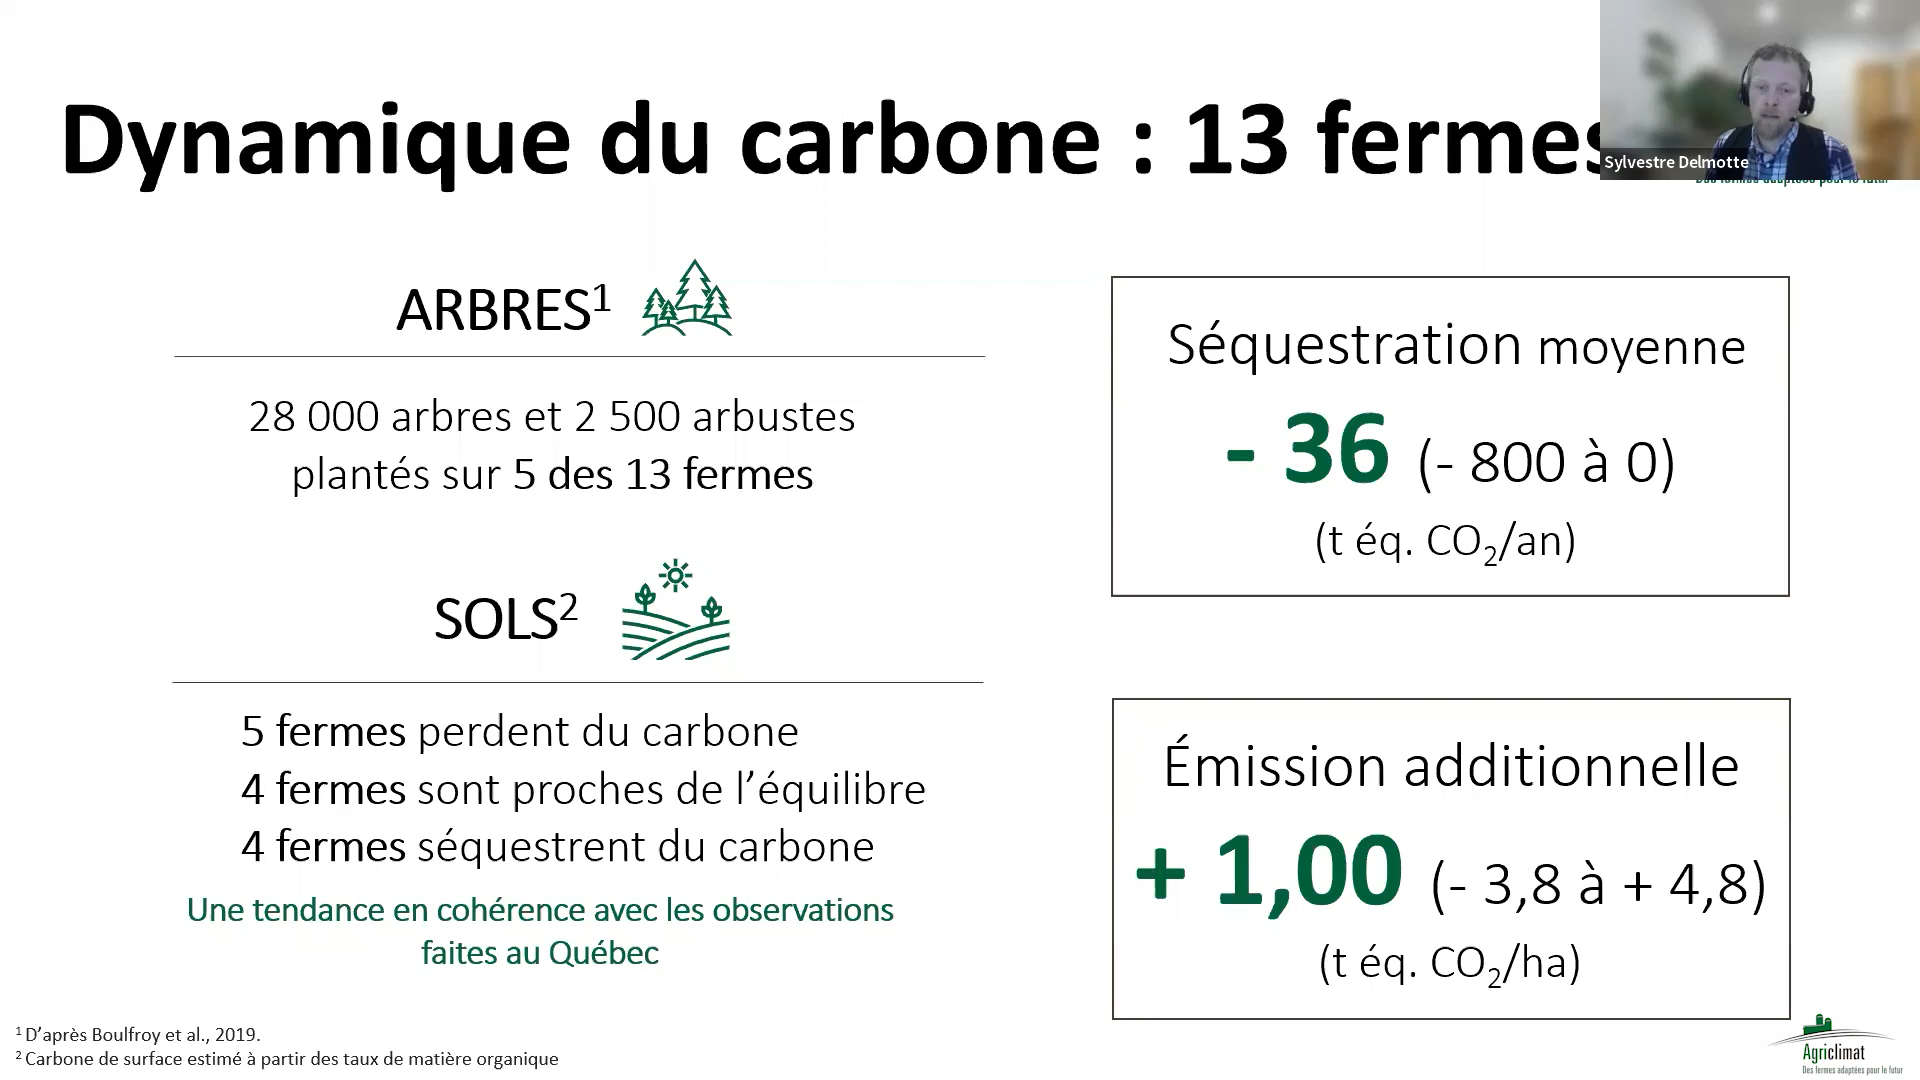 Dynamique du carbone : 13 fermes
Sylvestre Delmotte
ARBRES¹
28 000 arbres et 2 500 arbustes
plantés sur 5 des 13 fermes
Séquestration moyenne
- 36 (- 800 à 0)
(t éq. CO₂/an)
SOLS²
5 fermes perdent du carbone
4 fermes sont proches de l’équilibre
4 fermes séquestrent du carbone
Une tendance en cohérence avec les observations
faites au Québec
Émission additionnelle
+ 1,00 (- 3,8 à + 4,8)
(t éq. CO₂/ha)
¹ D’après Boulfroy et al., 2019.
² Carbone de surface estimé à partir des taux de matière organique
Agriclimat
Des fermes adaptées pour le futur